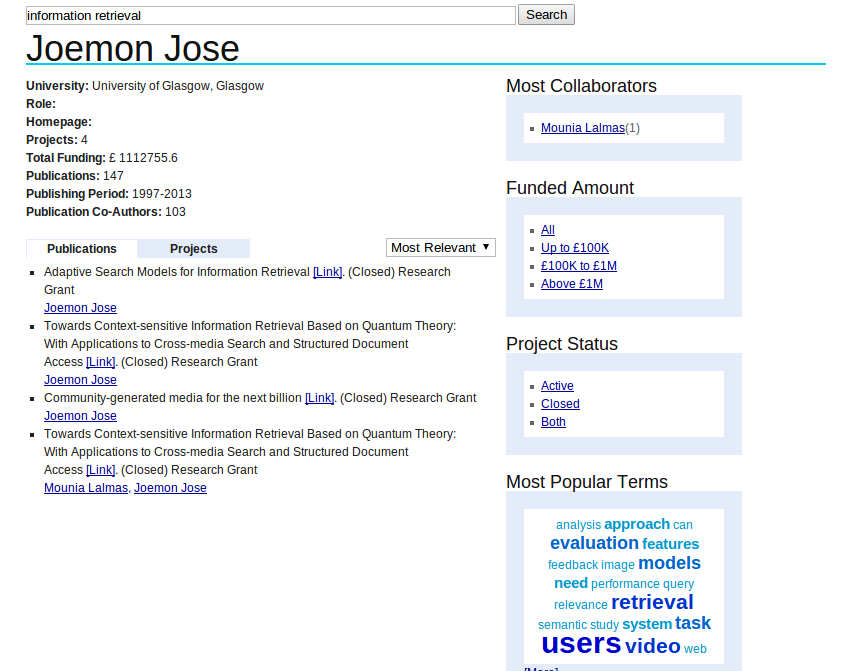 information retrieval
Search
Joemon Jose
University: University of Glasgow, Glasgow
Role:
Homepage:
Projects: 4
Total Funding: £ 1112755.6
Publications: 147
Publishing Period: 1997-2013
Publication Co-Authors: 103
Publications
Projects
Most Relevant
Adaptive Search Models for Information Retrieval [Link]. (Closed) Research
Grant
Joemon Jose
Towards Context-sensitive Information Retrieval Based on Quantum Theory:
With Applications to Cross-media Search and Structured Document
Access [Link]. (Closed) Research Grant
Joemon Jose
Community-generated media for the next billion [Link]. (Closed) Research Grant
Joemon Jose
Towards Context-sensitive Information Retrieval Based on Quantum Theory:
With Applications to Cross-media Search and Structured Document
Access [Link]. (Closed) Research Grant
Mounia Lalmas, Joemon Jose
Most Collaborators
Mounia Lalmas(1)
Funded Amount
All
Up to £100K
£100K to £1M
Above £1M
Project Status
Active
Closed
Both
Most Popular Terms
analysis approach can
evaluation features
feedback image models
need performance query
relevance retrieval
semantic study system task
users video web
[More]